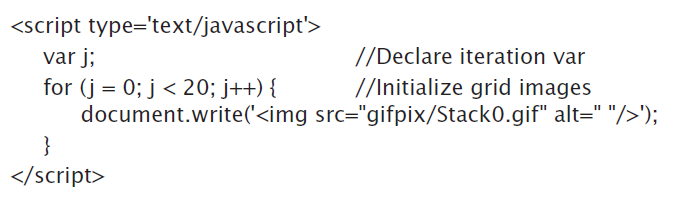 <script type='text/javascript'>
var j; //Declare iteration var
for (j = 0; j < 20; j++) { //Initialize grid images
document.write('<img src="gifpix/Stack0.gif" alt=" "/>');
}
</script>